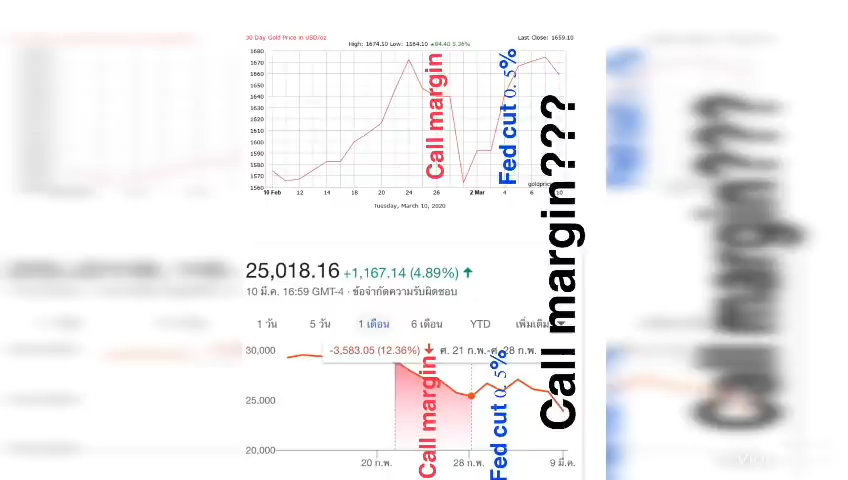 30 Day Gold Price in USD/oz
Last Close: 1659.10
High: 1674.10 Low: 1564.10 ▲84.40 5.36%
1680
1670
1660
1650
1640
1630
1620
1610
1600
1590
1580
1570
1560
10 Feb 12 14 18 20 24 26 2 Mar 4 6 10
Tuesday, March 10, 2020
Call margin
Fed cut 0.5%
Call margin???
25,018.16 +1,167.14 (4.89%) ↑
10 มี.ค. 16:59 GMT-4 · ข้อจำกัดความรับผิดชอบ
1 วัน 5 วัน 1 เดือน 6 เดือน YTD เพิ่มเติม
-3,583.05 (12.36%) ↓ ศ. 21 ก.พ.-ศ. 28 ก.พ.
30,000
25,000
20,000
20 ก.พ. 28 ก.พ. 9 มี.ค.
Call margin
Fed cut 0.5%